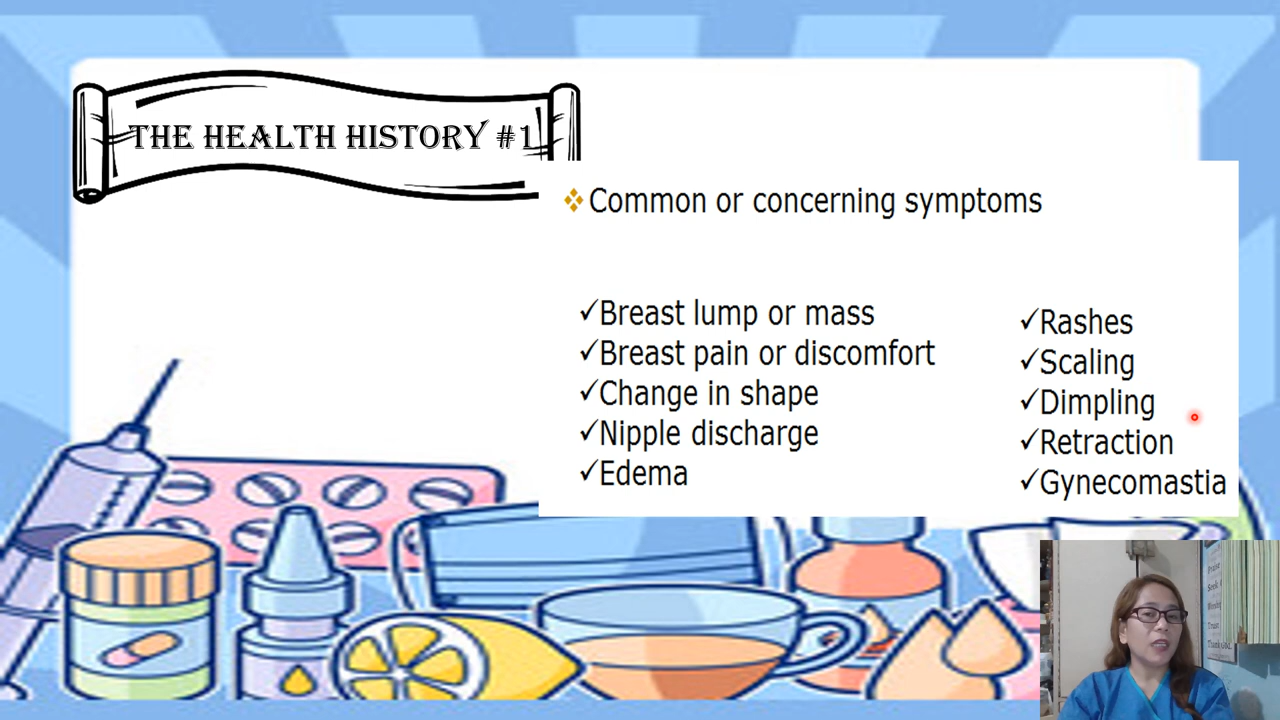 THE HEALTH HISTORY #1
Common or concerning symptoms
Breast lump or mass
Breast pain or discomfort
Change in shape
Nipple discharge
Edema
Rashes
Scaling
Dimpling
Retraction
Gynecomastia